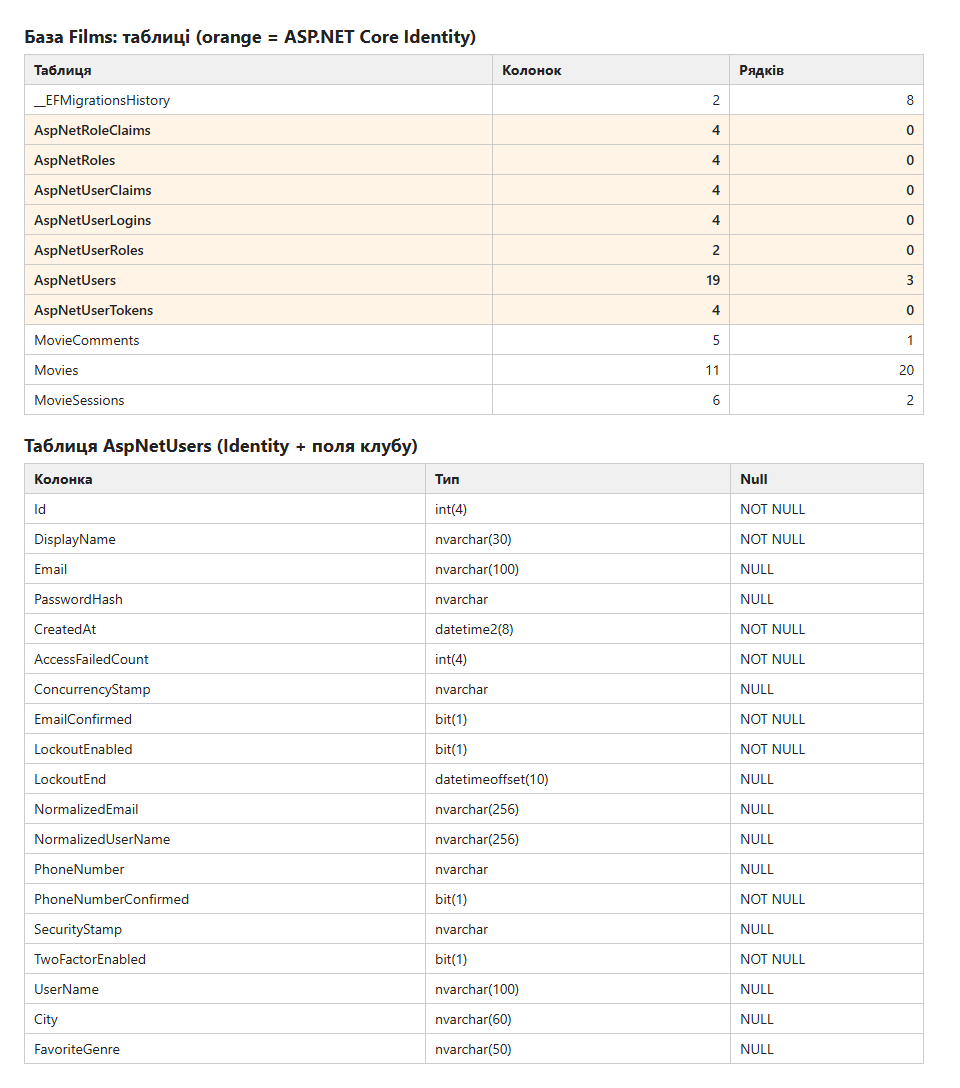 База Films: таблиці (orange = ASP.NET Core Identity)
Таблиця Колонок Рядків
__EFMigrationsHistory 2 8
AspNetRoleClaims 4 0
AspNetRoles 4 0
AspNetUserClaims 4 0
AspNetUserLogins 4 0
AspNetUserRoles 2 0
AspNetUsers 19 3
AspNetUserTokens 4 0
MovieComments 5 1
Movies 11 20
MovieSessions 6 2
Таблиця AspNetUsers (Identity + поля клубу)
Колонка Тип Null
Id int(4) NOT NULL
DisplayName nvarchar(30) NOT NULL
Email nvarchar(100) NULL
PasswordHash nvarchar NULL
CreatedAt datetime2(8) NOT NULL
AccessFailedCount int(4) NOT NULL
ConcurrencyStamp nvarchar NULL
EmailConfirmed bit(1) NOT NULL
LockoutEnabled bit(1) NOT NULL
LockoutEnd datetimeoffset(10) NULL
NormalizedEmail nvarchar(256) NULL
NormalizedUserName nvarchar(256) NULL
PhoneNumber nvarchar NULL
PhoneNumberConfirmed bit(1) NOT NULL
SecurityStamp nvarchar NULL
TwoFactorEnabled bit(1) NOT NULL
UserName nvarchar(100) NULL
City nvarchar(60) NULL
FavoriteGenre nvarchar(50) NULL